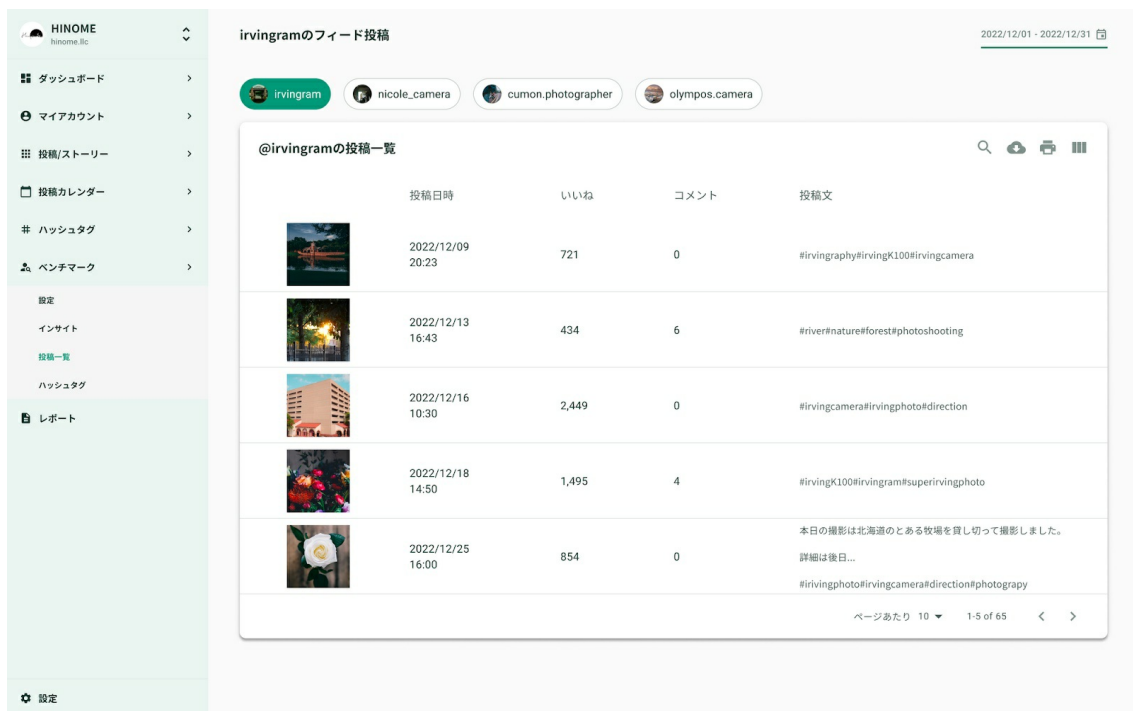 HINOME
hinome.llc
ダッシュボード
マイアカウント
投稿/ストーリー
投稿カレンダー
ハッシュタグ
ベンチマーク
設定
インサイト
投稿一覧
ハッシュタグ
レポート
設定
irvingramのフィード投稿
2022/12/01 - 2022/12/31
irvingram nicole_camera cumon.photographer olympos.camera
@irvingramの投稿一覧
投稿日時 いいね コメント 投稿文
2022/12/09
20:23
721 0 #irvingraphy#irvingK100#irvingcamera
2022/12/13
16:43
434 6 #river#nature#forest#photoshooting
2022/12/16
10:30
2,449 0 #irvingcamera#irvingphoto#direction
2022/12/18
14:50
1,495 4 #irvingK100#irvingram#superirvingphoto
2022/12/25
16:00
854 0
本日の撮影は北海道のとある牧場を貸し切って撮影しました。
詳細は後日...
#irivingphoto#irvingcamera#direction#photograpy
ページあたり 10 1-5 of 65